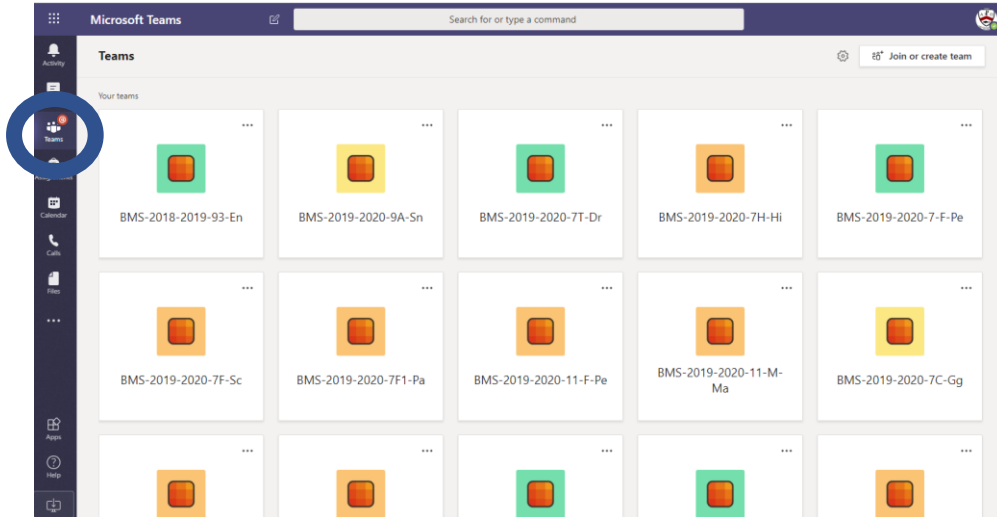 Microsoft Teams
Search for or type a command
Activity
Teams
Calendar
Calls
Files
Apps
Help
Teams
Join or create team
Your teams
BMS-2018-2019-93-En
BMS-2019-2020-9A-Sn
BMS-2019-2020-7T-Dr
BMS-2019-2020-7H-Hi
BMS-2019-2020-7-F-Pe
BMS-2019-2020-7F-Sc
BMS-2019-2020-7F1-Pa
BMS-2019-2020-11-F-Pe
BMS-2019-2020-11-M-
Ma
BMS-2019-2020-7C-Gg